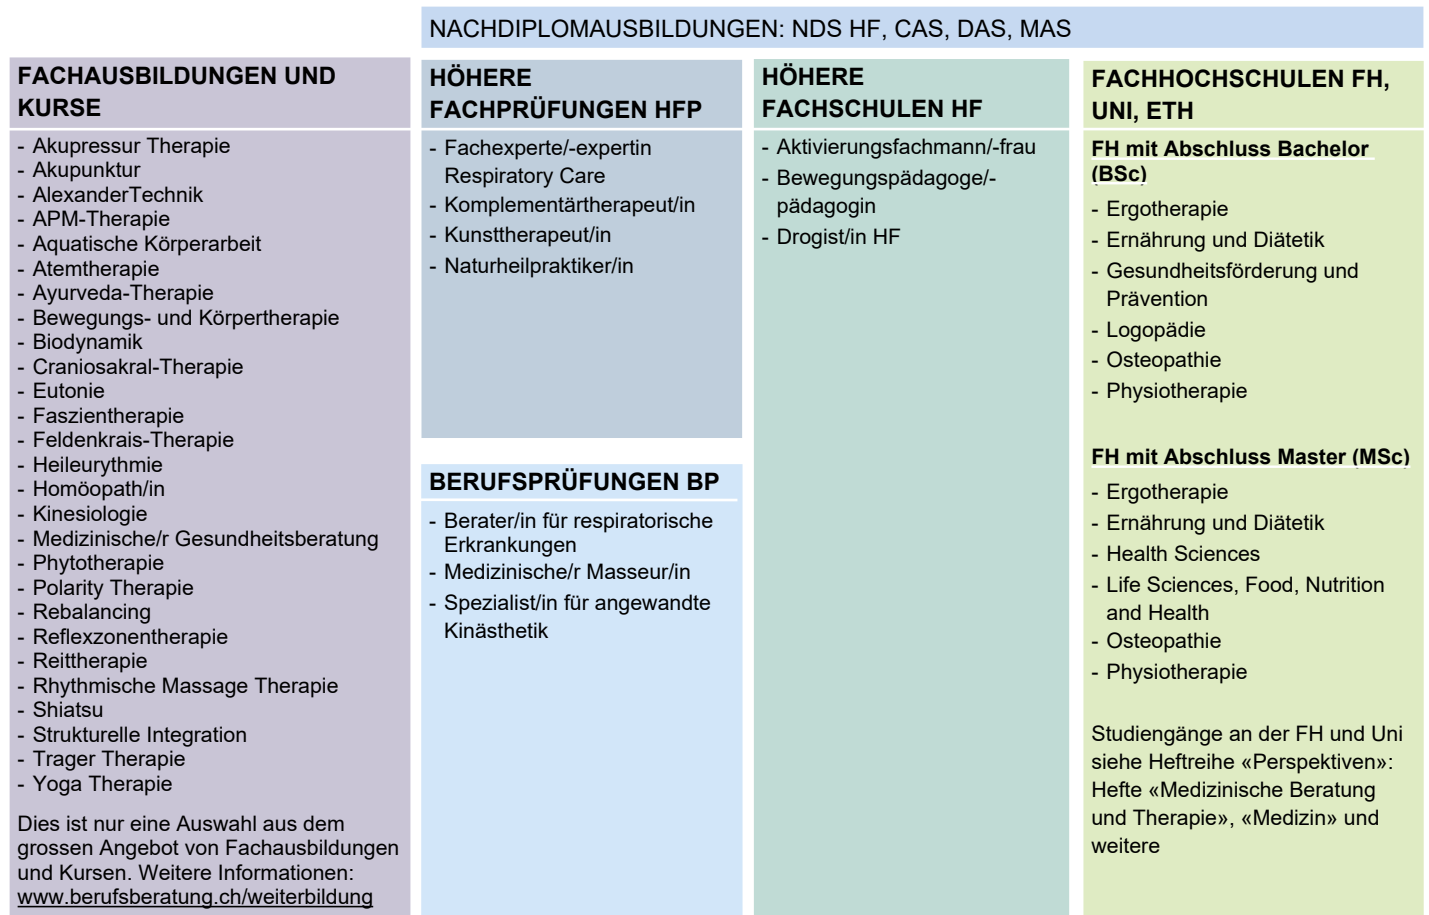 NACHDIPLOMAUSBILDUNGEN: NDS HF, CAS, DAS, MAS
FACHAUSBILDUNGEN UND
KURSE
- Akupressur Therapie
- Akupunktur
- AlexanderTechnik
- APM-Therapie
- Aquatische Körperarbeit
- Atemtherapie
- Ayurveda-Therapie
- Bewegungs- und Körpertherapie
- Biodynamik
- Craniosakral-Therapie
- Eutonie
- Faszientherapie
- Feldenkrais-Therapie
- Heileurythmie
- Homöopath/in
- Kinesiologie
- Medizinische/r Gesundheitsberatung
- Phytotherapie
- Polarity Therapie
- Rebalancing
- Reflexzonentherapie
- Reittherapie
- Rhythmische Massage Therapie
- Shiatsu
- Strukturelle Integration
- Trager Therapie
- Yoga Therapie
Dies ist nur eine Auswahl aus dem
grossen Angebot von Fachausbildungen
und Kursen. Weitere Informationen:
www.berufsberatung.ch/weiterbildung
HÖHERE
FACHPRÜFUNGEN HFP
- Fachexperte/-expertin
Respiratory Care
- Komplementärtherapeut/in
- Kunsttherapeut/in
- Naturheilpraktiker/in
BERUFSPRÜFUNGEN BP
- Berater/in für respiratorische
Erkrankungen
- Medizinische/r Masseur/in
- Spezialist/in für angewandte
Kinästhetik
HÖHERE
FACHSCHULEN HF
- Aktivierungsfachmann/-frau
- Bewegungspädagoge/-
pädagogin
- Drogist/in HF
FACHHOCHSCHULEN FH,
UNI, ETH
FH mit Abschluss Bachelor
(BSc)
- Ergotherapie
- Ernährung und Diätetik
- Gesundheitsförderung und
Prävention
- Logopädie
- Osteopathie
- Physiotherapie
FH mit Abschluss Master (MSc)
- Ergotherapie
- Ernährung und Diätetik
- Health Sciences
- Life Sciences, Food, Nutrition
and Health
- Osteopathie
- Physiotherapie
Studiengänge an der FH und Uni
siehe Heftreihe «Perspektiven»:
Hefte «Medizinische Beratung
und Therapie», «Medizin» und
weitere